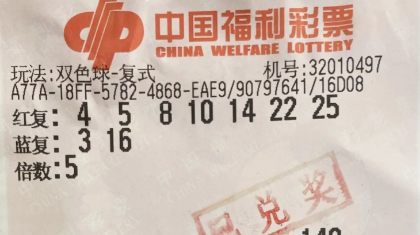 中国福利彩票
CHINA WELFARE LOTTERY
玩法:双色球-复式 机号:32010497
A77A-18FF-5782-4868-EAE9/90797641/16D08
红复: 4 5 8 10 14 22 25
蓝复: 3 16
倍数:5
兑奖